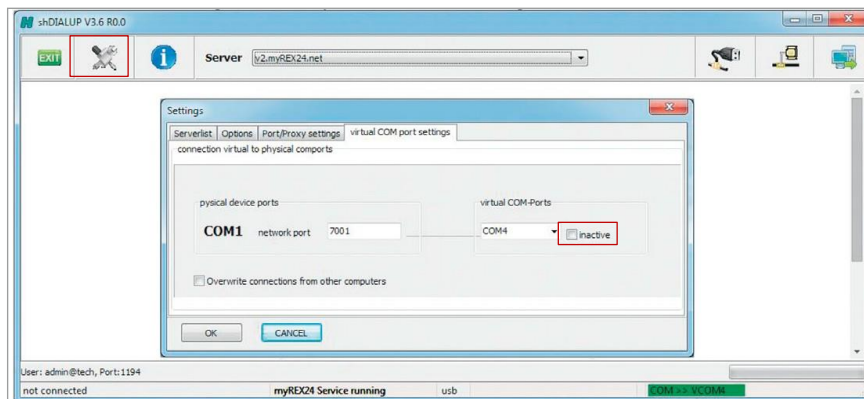 shDIALUP V3.6 R0.0
EXIT
Server v2.myREX24.net
Settings
Serverlist Options Port/Proxy settings virtual COM port settings
connection virtual to physical comports
pysical device ports virtual COM-Ports
COM1 network port 7001 COM4 inactive
Overwrite connections from other computers
OK CANCEL
User: admin@tech, Port:1194
not connected myREX24 Service running usb COM >> VCOM4